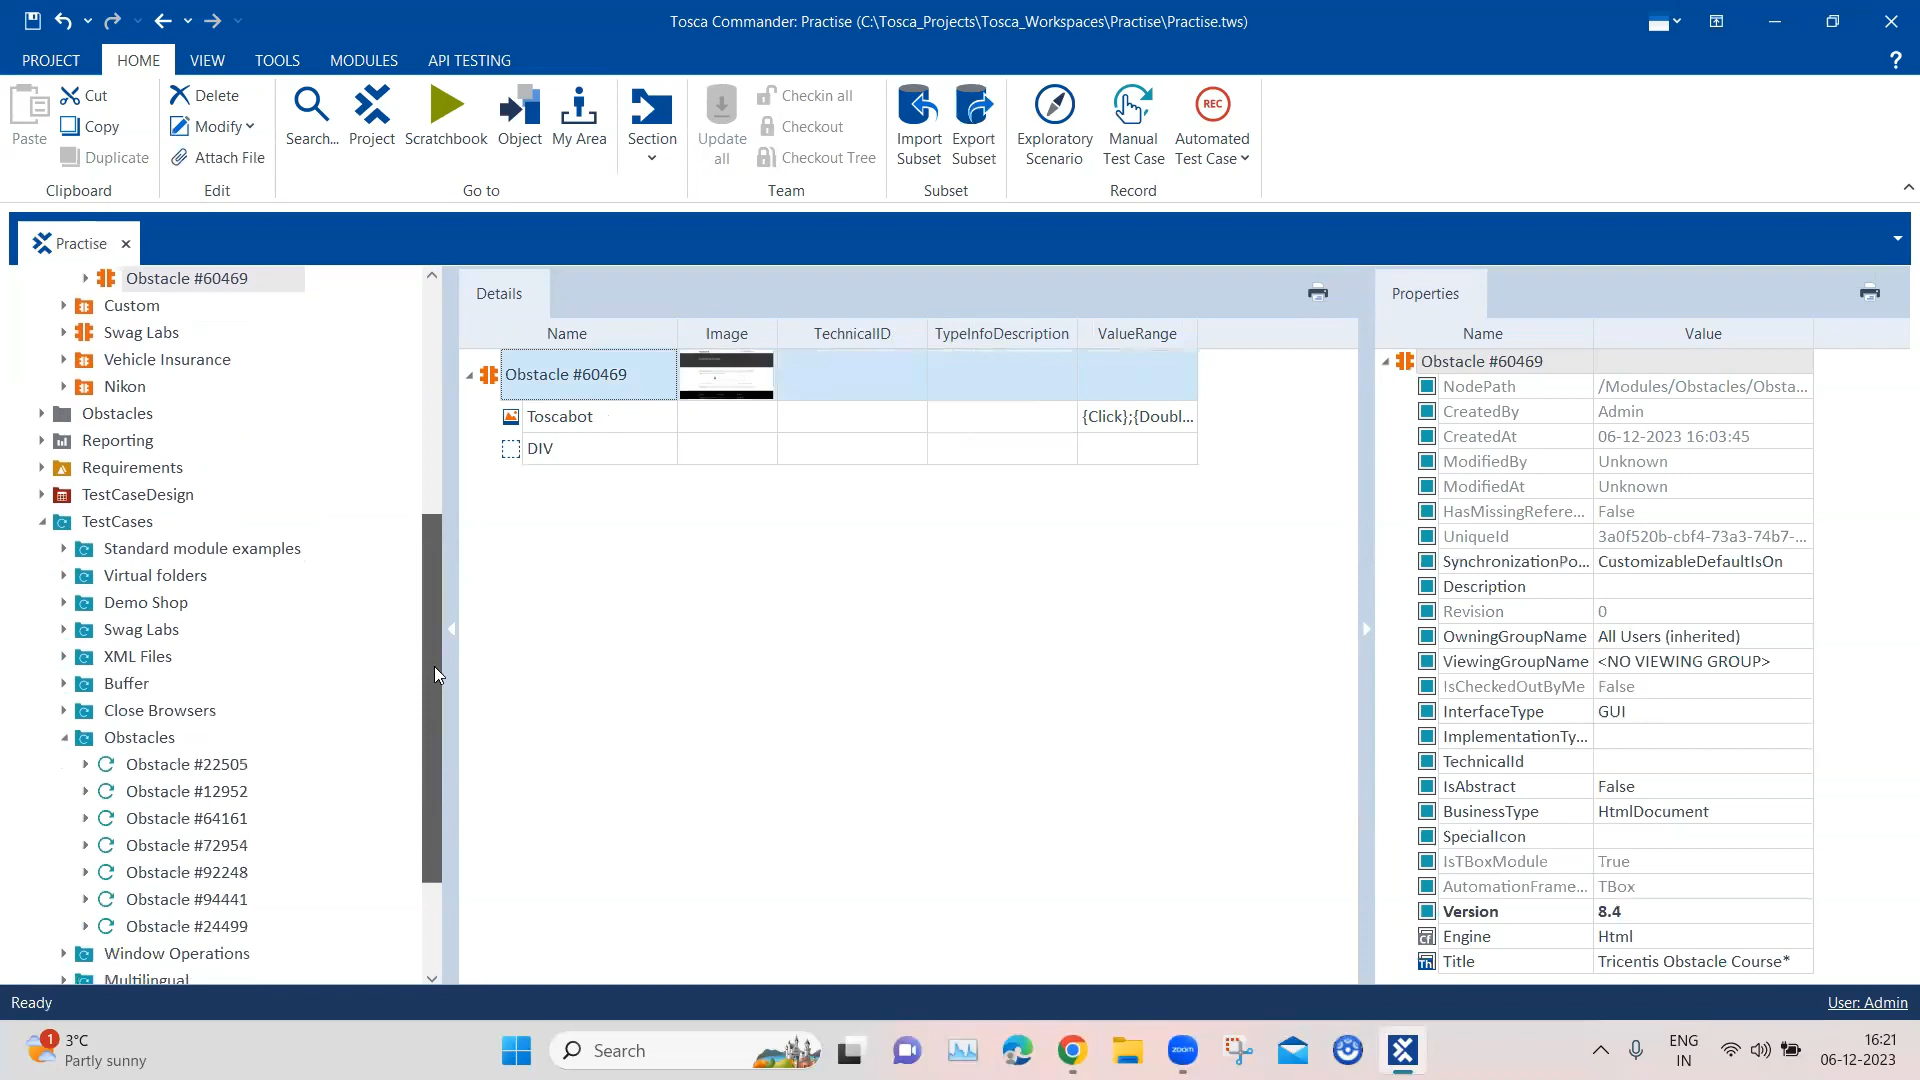 Tosca Commander: Practise (C:\Tosca_Projects\Tosca_Workspaces\Practise\Practise.tws)
PROJECT HOME VIEW TOOLS MODULES API TESTING ?
Paste Cut Copy Duplicate
Clipboard
Delete Modify Attach File
Edit
Search... Project Scratchbook Object My Area Section
Go to
Update all Checkin all Checkout Checkout Tree
Team
Import Subset Export Subset
Subset
Exploratory Scenario Manual Test Case REC Automated Test Case
Record
Practise
Obstacle #60469
Custom
Swag Labs
Vehicle Insurance
Nikon
Obstacles
Reporting
Requirements
TestCaseDesign
TestCases
Standard module examples
Virtual folders
Demo Shop
Swag Labs
XML Files
Buffer
Close Browsers
Obstacles
Obstacle #22505
Obstacle #12952
Obstacle #64161
Obstacle #72954
Obstacle #92248
Obstacle #94441
Obstacle #24499
Window Operations
Multilingual
Details
Name Image TechnicalID TypeInfoDescription ValueRange
Obstacle #60469
Toscabot {Click};{Doubl...
DIV
Properties
Name Value
Obstacle #60469
NodePath /Modules/Obstacles/Obsta...
CreatedBy Admin
CreatedAt 06-12-2023 16:03:45
ModifiedBy Unknown
ModifiedAt Unknown
HasMissingRefere... False
UniqueId 3a0f520b-cbf4-73a3-74b7-...
SynchronizationPo... CustomizableDefaultIsOn
Description
Revision 0
OwningGroupName All Users (inherited)
ViewingGroupName <NO VIEWING GROUP>
IsCheckedOutByMe False
InterfaceType GUI
ImplementationTy...
TechnicalId
IsAbstract False
BusinessType HtmlDocument
SpecialIcon
IsTBoxModule True
AutomationFrame... TBox
Version 8.4
Engine Html
Title Tricentis Obstacle Course*
Ready User: Admin
1 3°C
Partly sunny
Search
zoom
ENG
IN
16:21
06-12-2023